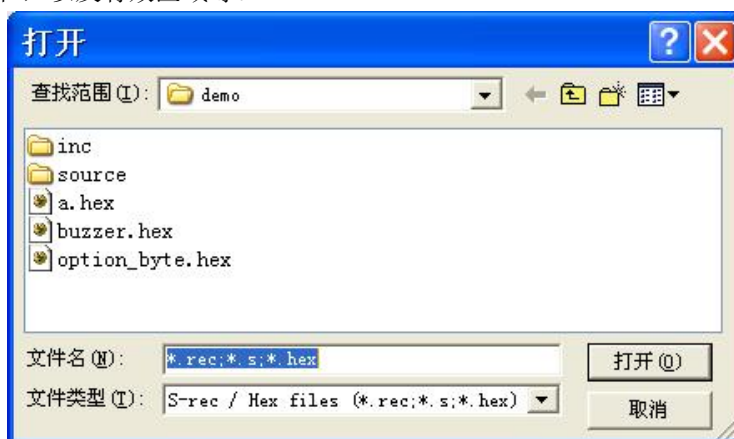 打开
查找范围(I): demo
inc
source
a.hex
buzzer.hex
option_byte.hex
文件名(N): *.rec;*.s;*.hex 打开(O)
文件类型(T): S-rec / Hex files (*.rec;*.s;*.hex) 取消